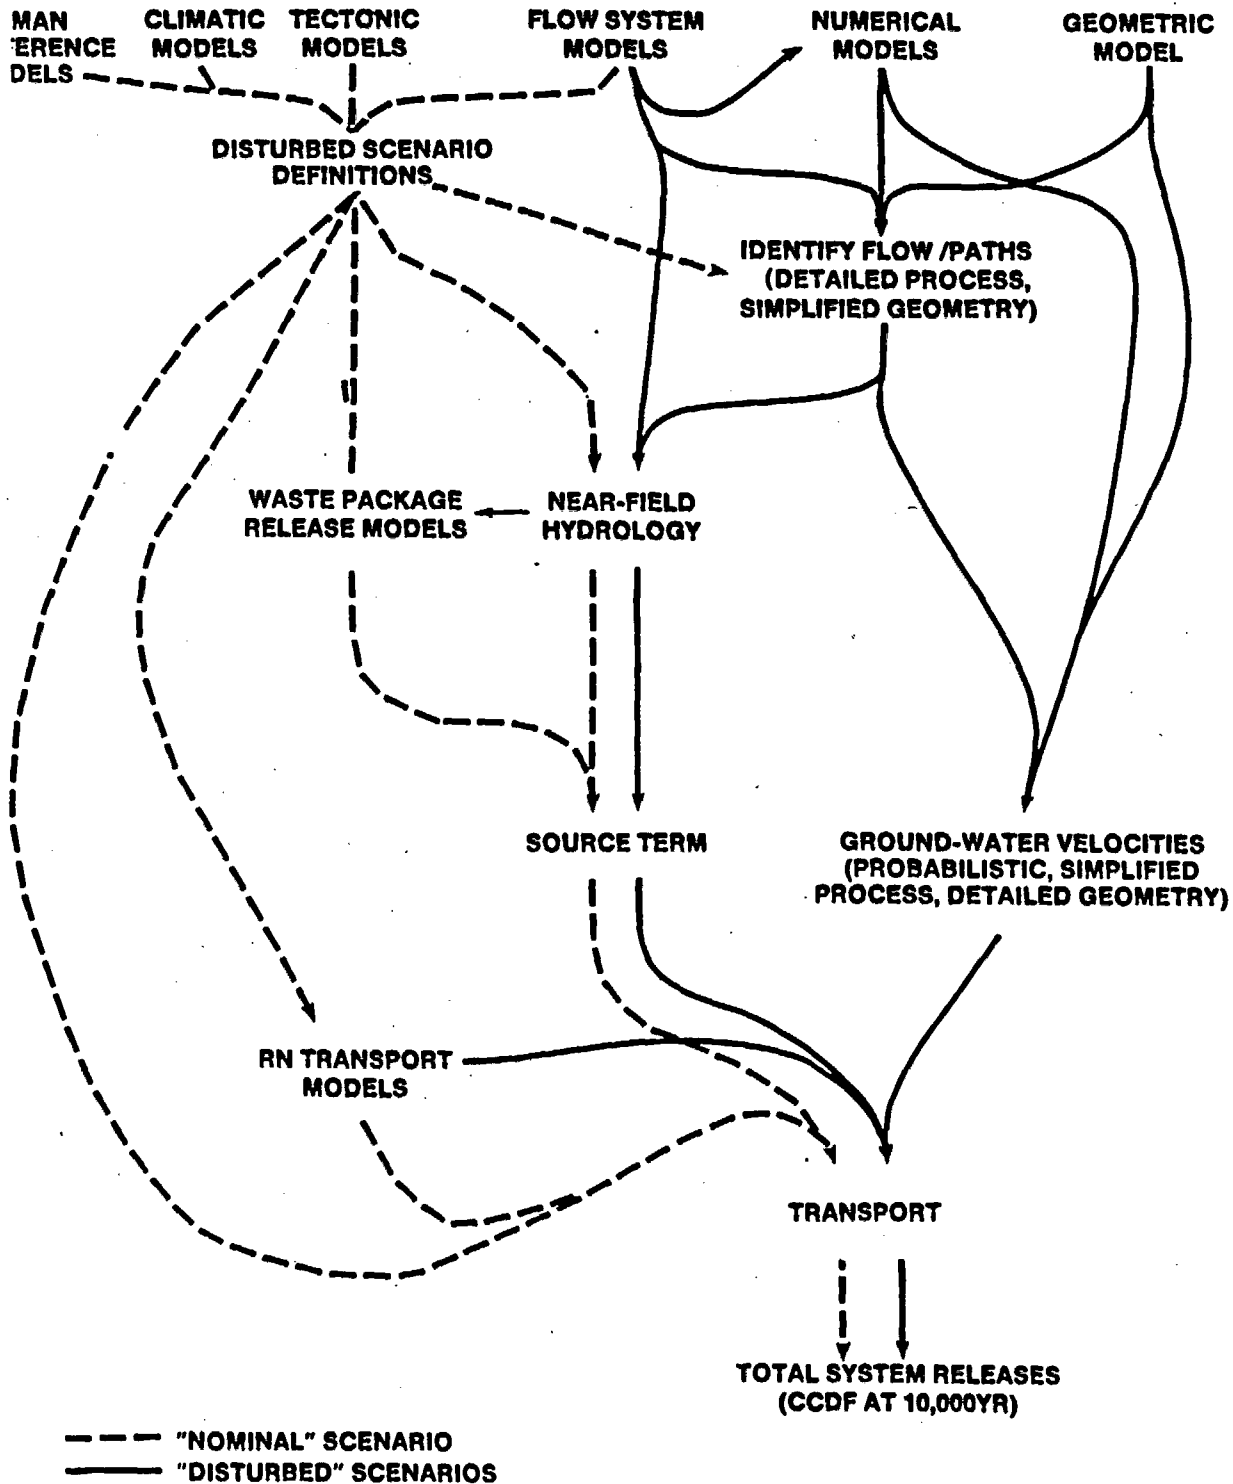 MAN
ERENCE
DELS
CLIMATIC
MODELS
TECTONIC
MODELS
FLOW SYSTEM
MODELS
NUMERICAL
MODELS
GEOMETRIC
MODEL
DISTURBED SCENARIO
DEFINITIONS
IDENTIFY FLOW /PATHS
(DETAILED PROCESS,
SIMPLIFIED GEOMETRY)
WASTE PACKAGE
RELEASE MODELS
NEAR-FIELD
HYDROLOGY
SOURCE TERM
GROUND-WATER VELOCITIES
(PROBABILISTIC, SIMPLIFIED
PROCESS, DETAILED GEOMETRY)
RN TRANSPORT
MODELS
TRANSPORT
TOTAL SYSTEM RELEASES
(CCDF AT 10,000YR)
"NOMINAL" SCENARIO
"DISTURBED" SCENARIOS